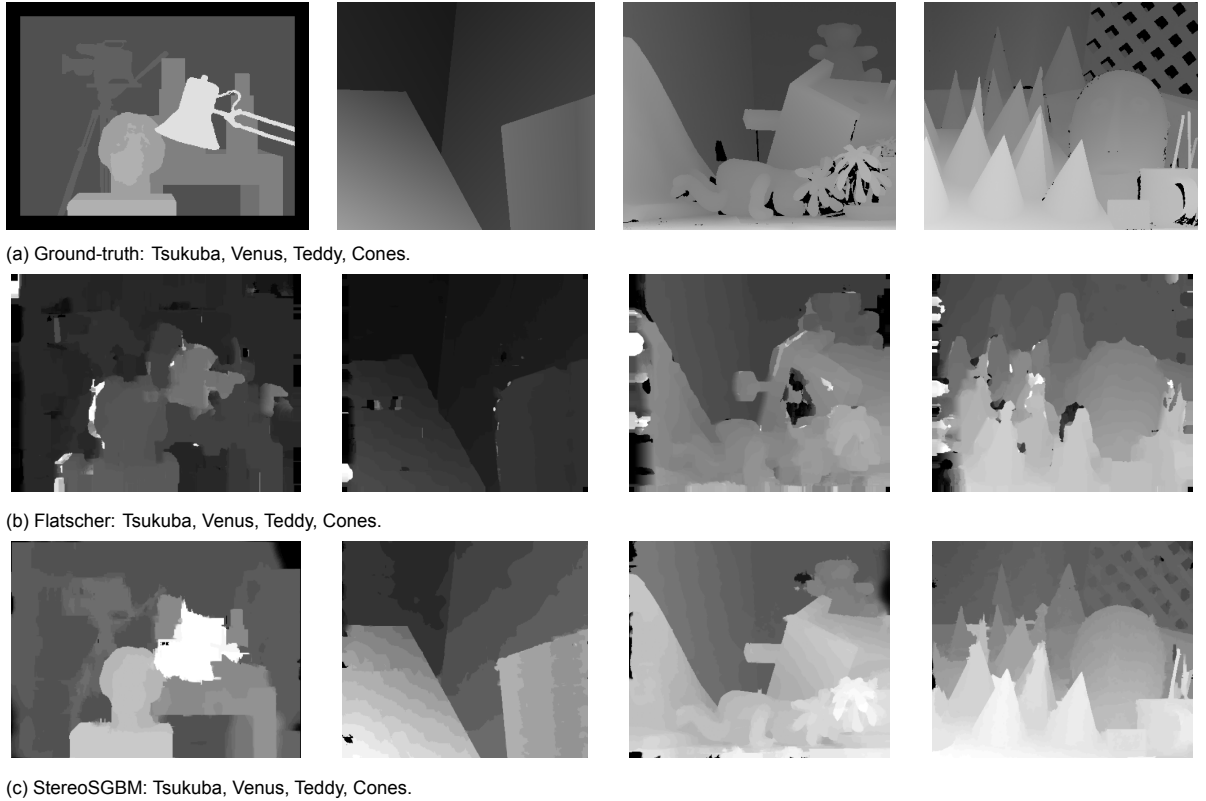 (a) Ground-truth: Tsukuba, Venus, Teddy, Cones.
(b) Flatscher: Tsukuba, Venus, Teddy, Cones.
(c) StereoSGBM: Tsukuba, Venus, Teddy, Cones.